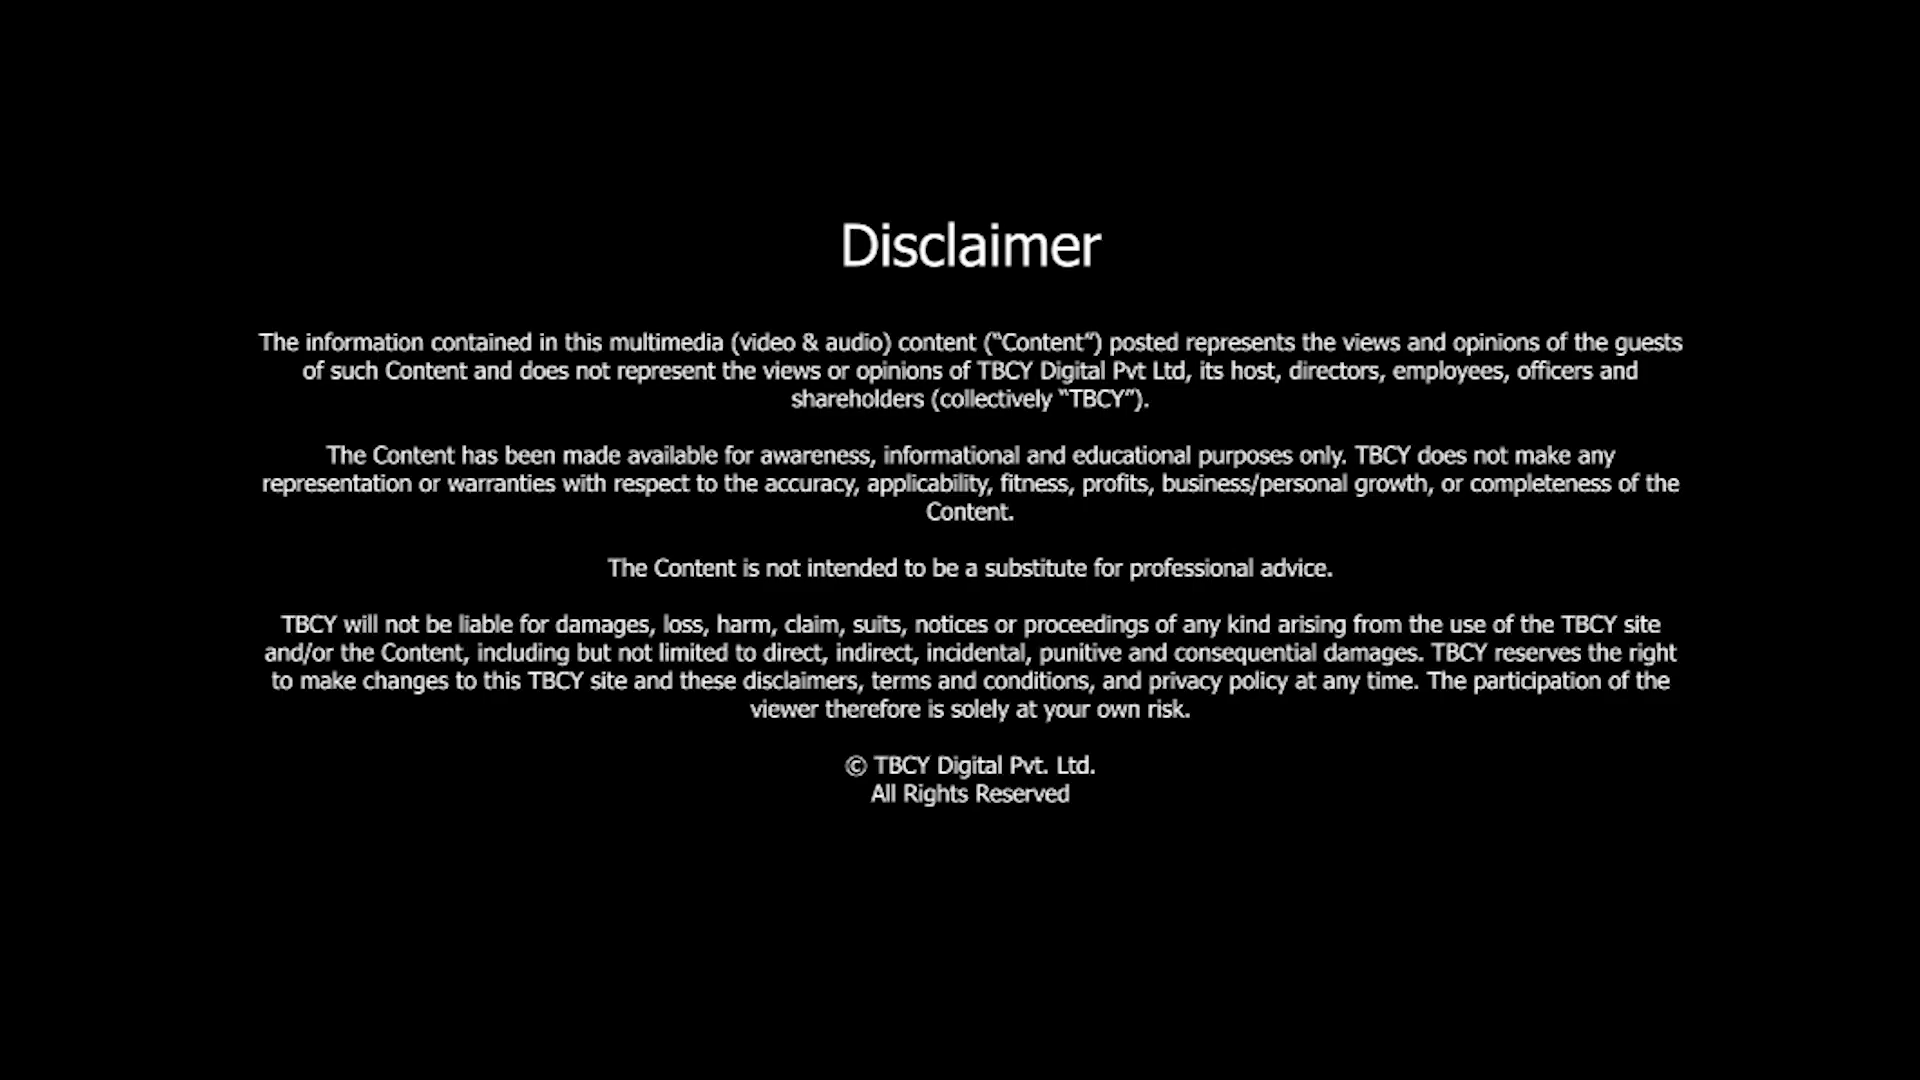 Disclaimer
The information contained in this multimedia (video & audio) content (“Content”) posted represents the views and opinions of the guests
of such Content and does not represent the views or opinions of TBCY Digital Pvt Ltd, its host, directors, employees, officers and
shareholders (collectively “TBCY”).
The Content has been made available for awareness, informational and educational purposes only. TBCY does not make any
representation or warranties with respect to the accuracy, applicability, fitness, profits, business/personal growth, or completeness of the
Content.
The Content is not intended to be a substitute for professional advice.
TBCY will not be liable for damages, loss, harm, claim, suits, notices or proceedings of any kind arising from the use of the TBCY site
and/or the Content, including but not limited to direct, indirect, incidental, punitive and consequential damages. TBCY reserves the right
to make changes to this TBCY site and these disclaimers, terms and conditions, and privacy policy at any time. The participation of the
viewer therefore is solely at your own risk.
© TBCY Digital Pvt. Ltd.
All Rights Reserved